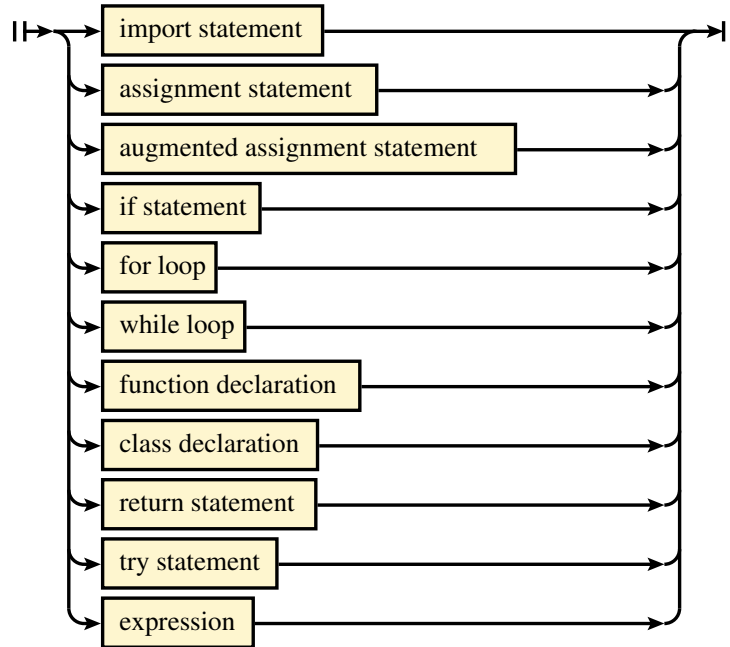 import statement
assignment statement
augmented assignment statement
if statement
for loop
while loop
function declaration
class declaration
return statement
try statement
expression